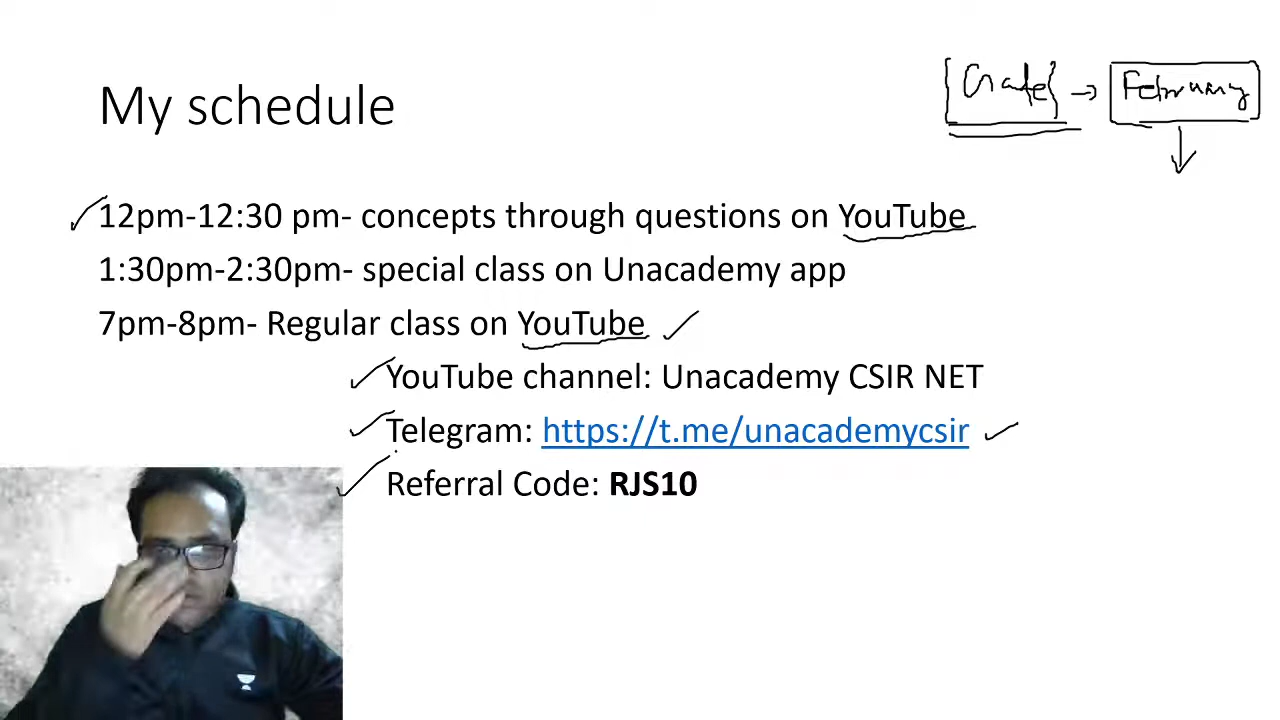 My schedule
Gate → February
12pm-12:30 pm- concepts through questions on YouTube
1:30pm-2:30pm- special class on Unacademy app
7pm-8pm- Regular class on YouTube
YouTube channel: Unacademy CSIR NET
Telegram: https://t.me/unacademycsir
Referral Code: RJS10